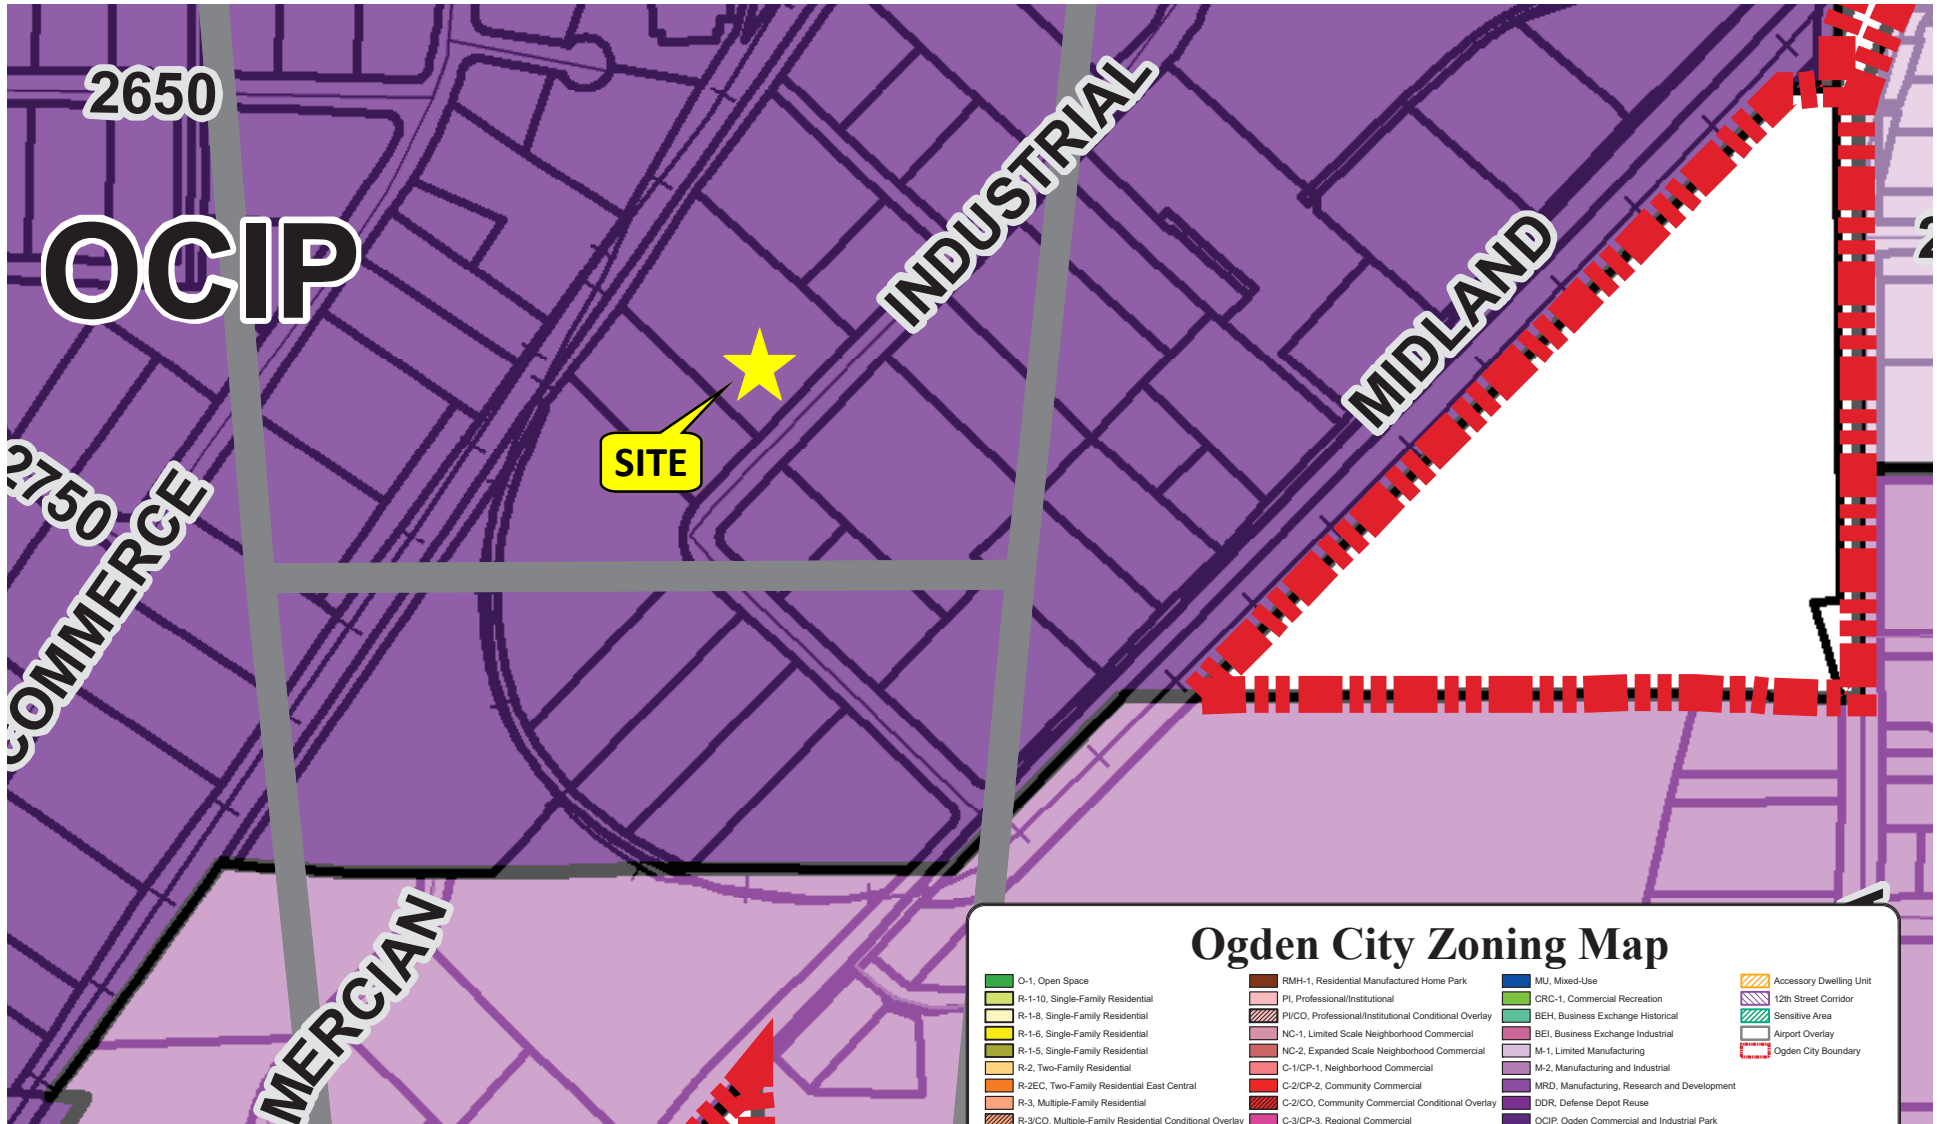 2650
OCIP
INDUSTRIAL
MIDLAND
SITE
2750
COMMERCE
MERCIAN
Ogden City Zoning Map
O-1, Open Space
R-1-10, Single-Family Residential
R-1-8, Single-Family Residential
R-1-6, Single-Family Residential
R-1-5, Single-Family Residential
R-2, Two-Family Residential
R-2EC, Two-Family Residential East Central
R-3, Multiple-Family Residential
R-3/CO, Multiple-Family Residential Conditional Overlay
RMH-1, Residential Manufactured Home Park
PI, Professional/Institutional
PI/CO, Professional/Institutional Conditional Overlay
NC-1, Limited Scale Neighborhood Commercial
NC-2, Expanded Scale Neighborhood Commercial
C-1/CP-1, Neighborhood Commercial
C-2/CP-2, Community Commercial
C-2/CO, Community Commercial Conditional Overlay
C-3/CP-3, Regional Commercial
MU, Mixed-Use
CRC-1, Commercial Recreation
BEH, Business Exchange Historical
BEI, Business Exchange Industrial
M-1, Limited Manufacturing
M-2, Manufacturing and Industrial
MRD, Manufacturing, Research and Development
DDR, Defense Depot Reuse
OCIP, Ogden Commercial and Industrial Park
Accessory Dwelling Unit
12th Street Corridor
Sensitive Area
Airport Overlay
Ogden City Boundary